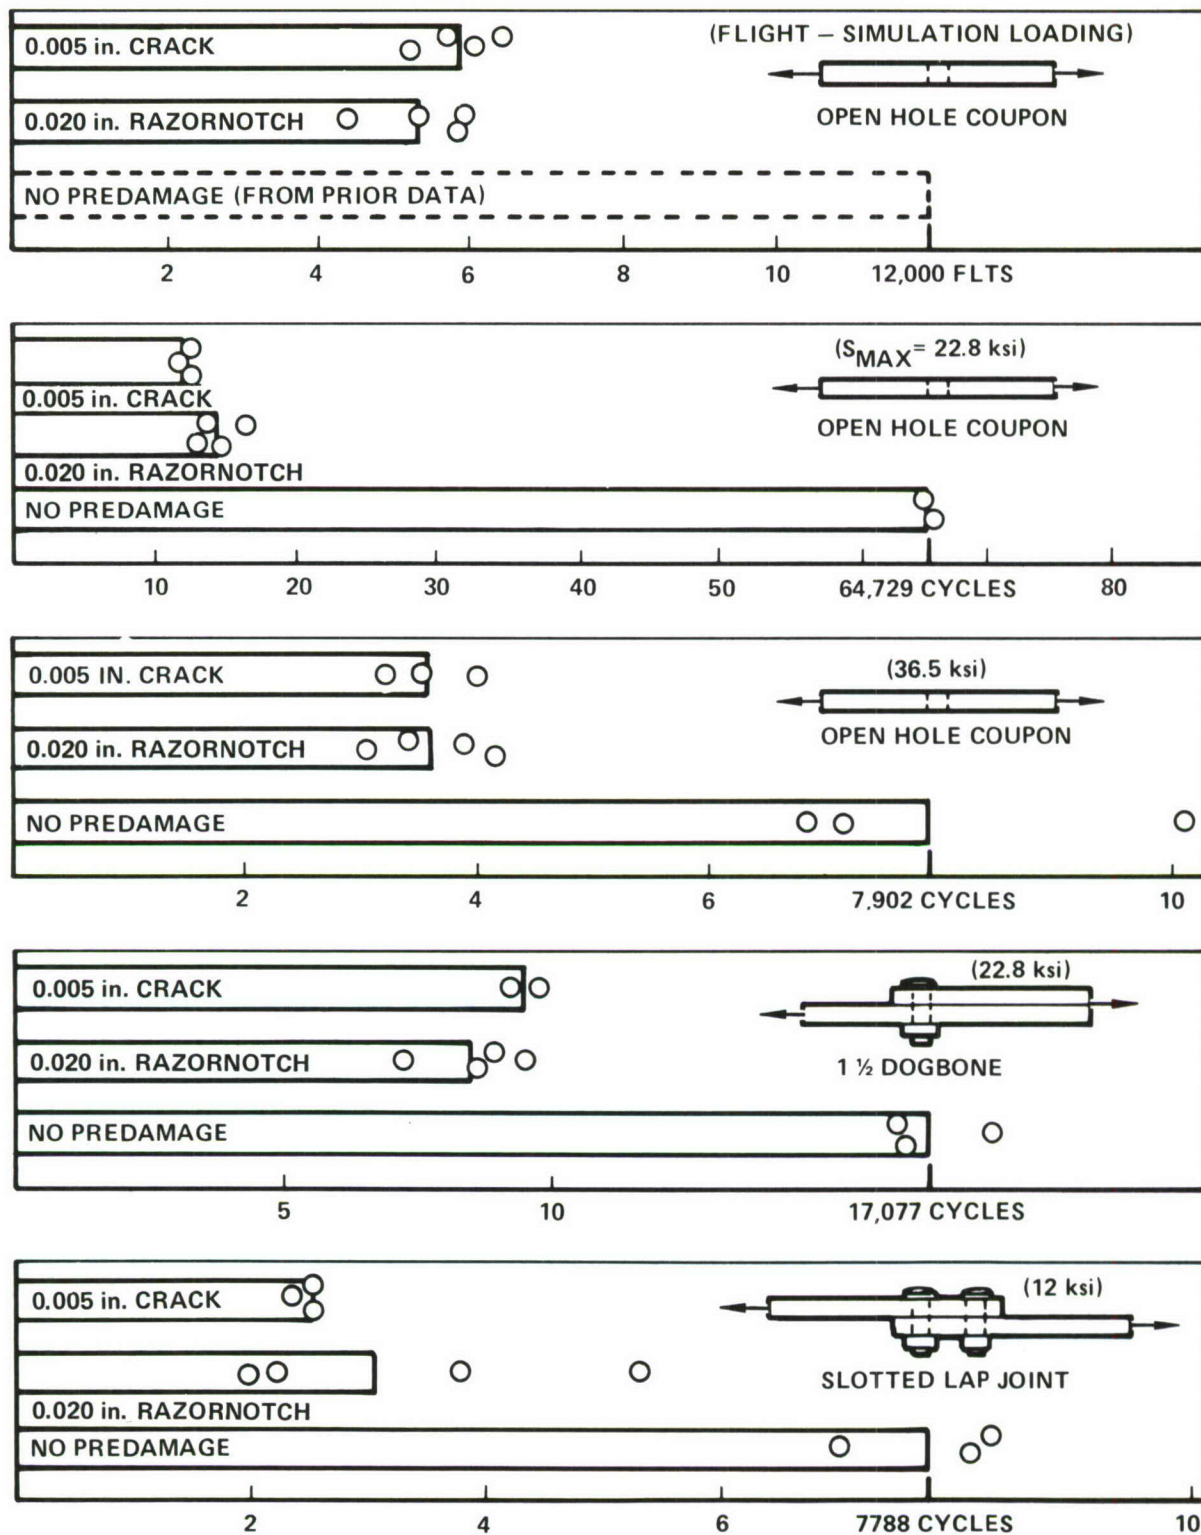 0.005 in. CRACK
(FLIGHT – SIMULATION LOADING)
0.020 in. RAZORNOTCH
OPEN HOLE COUPON
NO PREDAMAGE (FROM PRIOR DATA)
2 4 6 8 10 12,000 FLTS
(SMAX= 22.8 ksi)
0.005 in. CRACK
OPEN HOLE COUPON
0.020 in. RAZORNOTCH
NO PREDAMAGE
10 20 30 40 50 64,729 CYCLES 80
0.005 IN. CRACK
(36.5 ksi)
0.020 in. RAZORNOTCH
OPEN HOLE COUPON
NO PREDAMAGE
2 4 6 7,902 CYCLES 10
0.005 in. CRACK
(22.8 ksi)
0.020 in. RAZORNOTCH
1 ½ DOGBONE
NO PREDAMAGE
5 10 17,077 CYCLES
0.005 in. CRACK
(12 ksi)
SLOTTED LAP JOINT
0.020 in. RAZORNOTCH
NO PREDAMAGE
2 4 6 7788 CYCLES 10